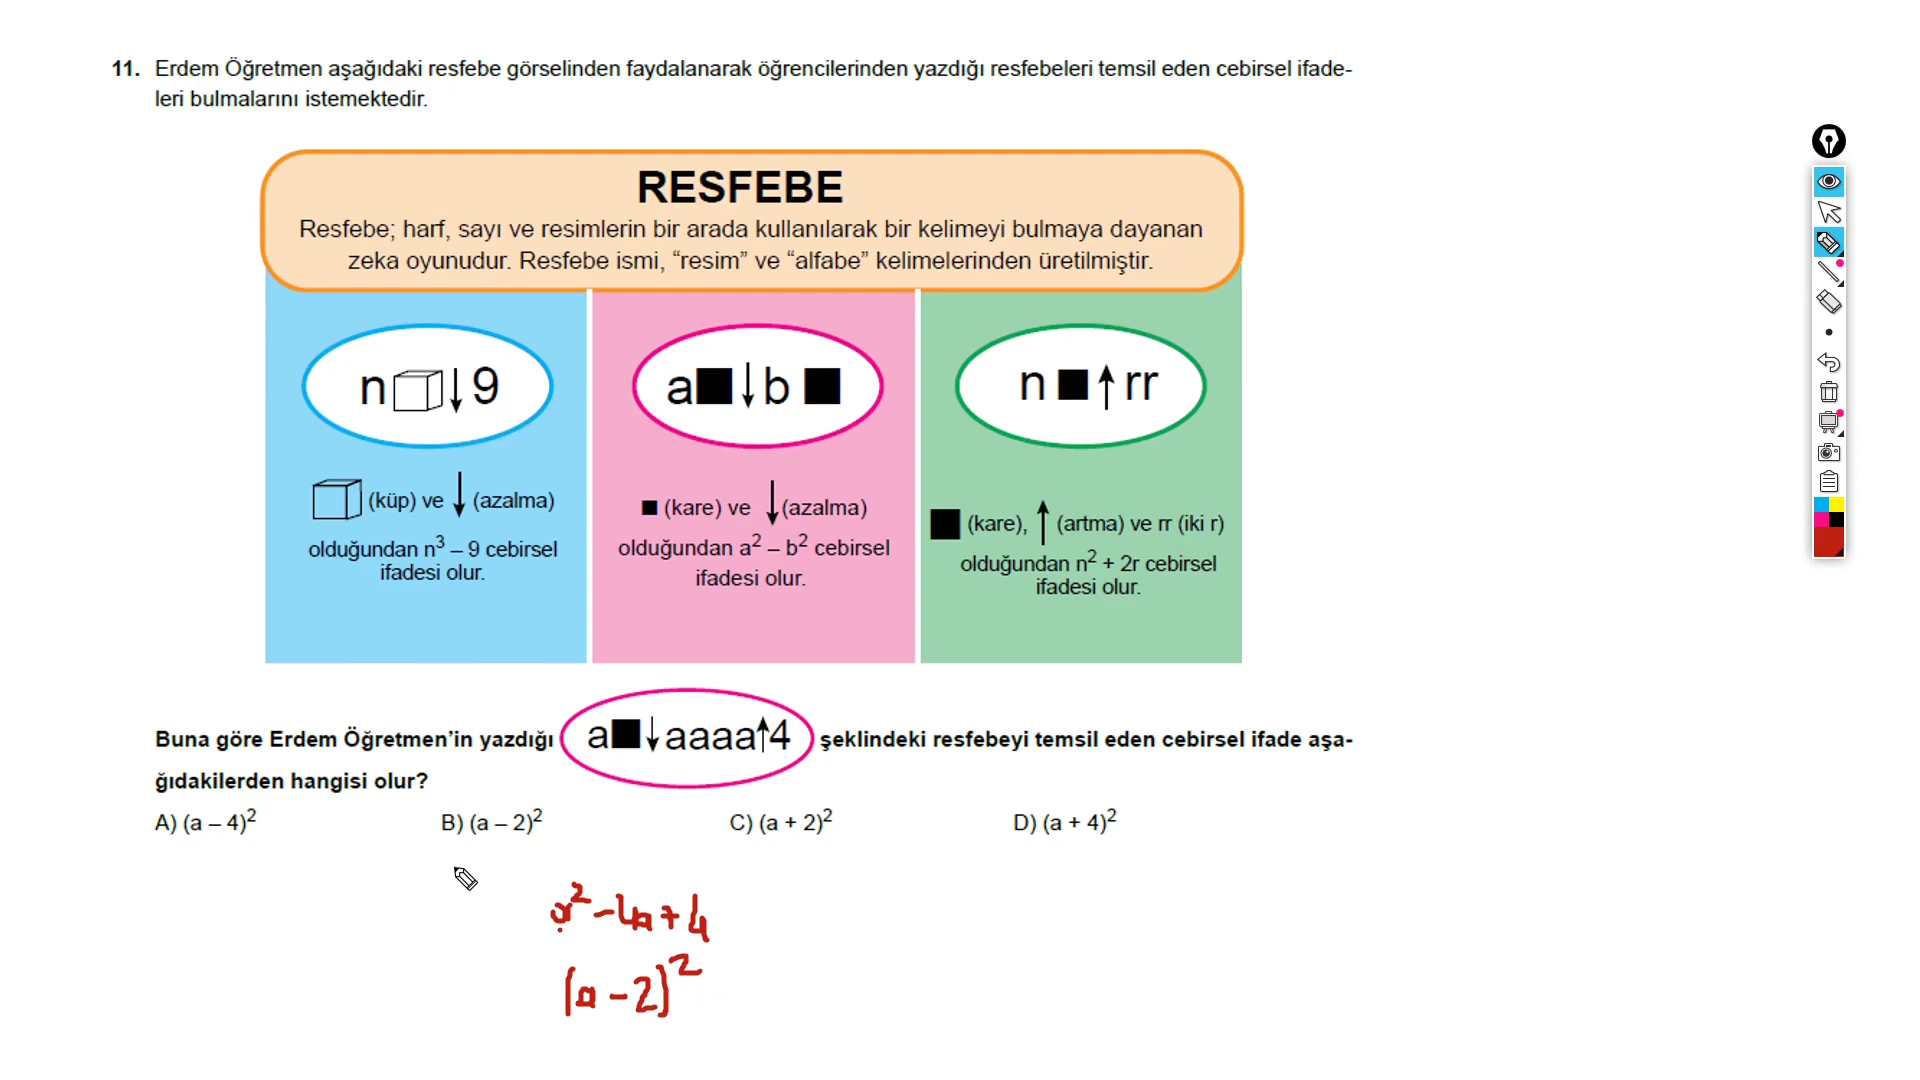 11. Erdem Öğretmen aşağıdaki resfebe görselinden faydalanarak öğrencilerinden yazdığı resfebeleri temsil eden cebirsel ifade-
leri bulmalarını istemektedir.
RESFEBE
Resfebe; harf, sayı ve resimlerin bir arada kullanılarak bir kelimeyi bulmaya dayanan
zeka oyunudur. Resfebe ismi, “resim” ve “alfabe” kelimelerinden üretilmiştir.
n ↓ 9
(küp) ve ↓ (azalma)
olduğundan n³ – 9 cebirsel
ifadesi olur.
a■↓b ■
■ (kare) ve ↓(azalma)
olduğundan a² – b² cebirsel
ifadesi olur.
n ■↑rr
■ (kare), ↑ (artma) ve rr (iki r)
olduğundan n² + 2r cebirsel
ifadesi olur.
Buna göre Erdem Öğretmen’in yazdığı a■↓aaaa↑4 şeklindeki resfebeyi temsil eden cebirsel ifade aşa-
ğıdakilerden hangisi olur?
A) (a – 4)² B) (a – 2)² C) (a + 2)² D) (a + 4)²
a² - 4a + 4
(a - 2)²